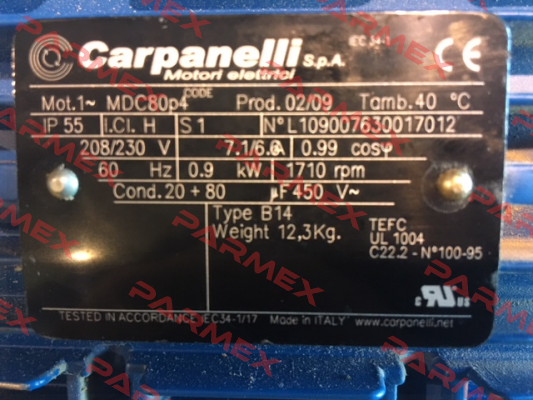 Carpanelli S.p.A.
Motori elettrici
IEC 34-1
CE
Mot.1~ MDC80p4 CODE Prod. 02/09 Tamb. 40 °C
IP 55 I.Cl. H S1 N° L109007630017012
208/230 V 7.1/6.6 A 0.99 cosφ
60 Hz 0.9 kW 1710 rpm
Cond. 20 + 80 µF 450 V~
Type B14
Weight 12,3Kg.
TEFC
UL 1004
C22.2 - N°100-95
c RU us
TESTED IN ACCORDANCE IEC34-1/17 Made in ITALY www.carpanelli.net
PARMEX
PARMEX
PARMEX
PARMEX
PARMEX
PARMEX